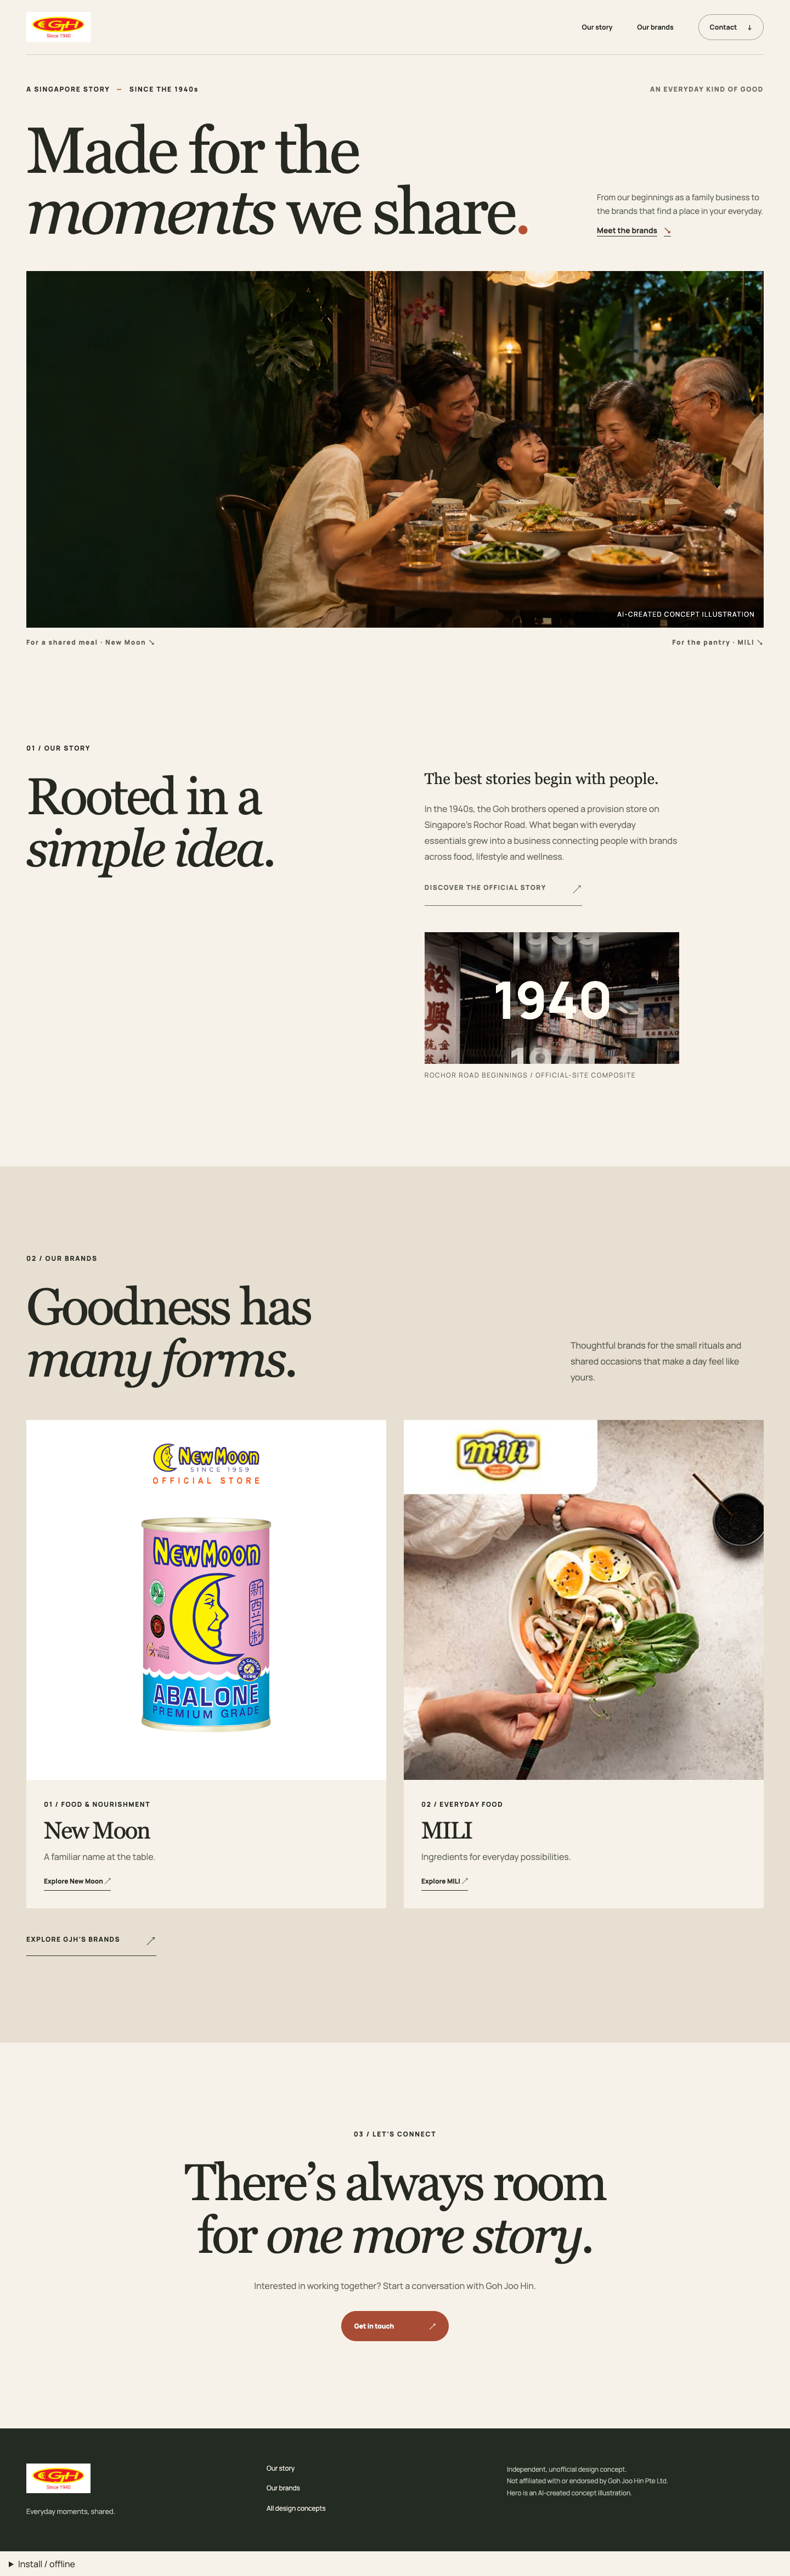 GJH
Since 1940
Our story
Our brands
Contact ↓
A SINGAPORE STORY — SINCE THE 1940s
AN EVERYDAY KIND OF GOOD
Made for the
moments we share.
From our beginnings as a family business to
the brands that find a place in your everyday.
Meet the brands ↘
AI-CREATED CONCEPT ILLUSTRATION
For a shared meal · New Moon ↘
For the pantry · MILI ↘
01 / OUR STORY
Rooted in a
simple idea.
The best stories begin with people.
In the 1940s, the Goh brothers opened a provision store on
Singapore's Rochor Road. What began with everyday
essentials grew into a business connecting people with brands
across food, lifestyle and wellness.
DISCOVER THE OFFICIAL STORY ↗
1939
裕興
1940
號金山
1941
ROCHOR ROAD BEGINNINGS / OFFICIAL-SITE COMPOSITE
02 / OUR BRANDS
Goodness has
many forms.
Thoughtful brands for the small rituals and
shared occasions that make a day feel like
yours.
New Moon
SINCE 1959
OFFICIAL STORE
New Moon
ABALONE
PREMIUM GRADE
mili
01 / FOOD & NOURISHMENT
New Moon
A familiar name at the table.
Explore New Moon ↗
02 / EVERYDAY FOOD
MILI
Ingredients for everyday possibilities.
Explore MILI ↗
EXPLORE GJH'S BRANDS ↗
03 / LET'S CONNECT
There’s always room
for one more story.
Interested in working together? Start a conversation with Goh Joo Hin.
Get in touch ↗
GJH
Since 1940
Everyday moments, shared.
Our story
Our brands
All design concepts
Independent, unofficial design concept.
Not affiliated with or endorsed by Goh Joo Hin Pte Ltd.
Hero is an AI-created concept illustration.
▶ Install / offline